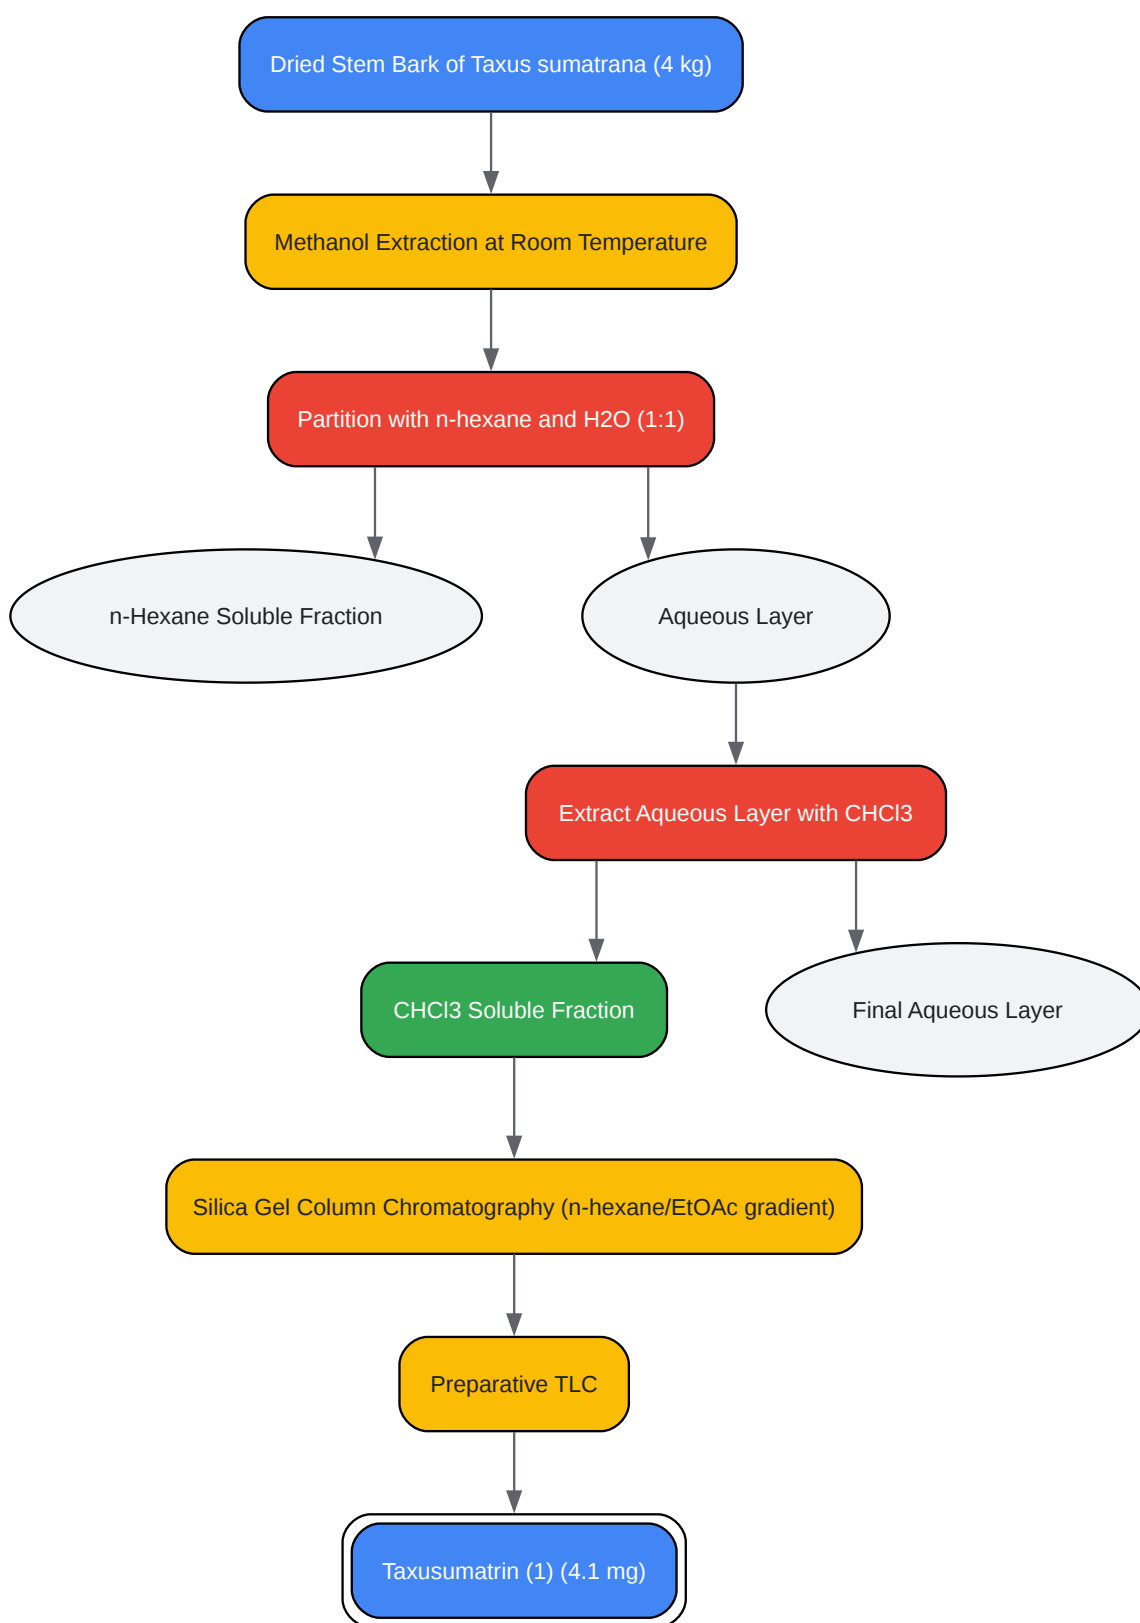 Dried Stem Bark of Taxus sumatrana (4 kg)
Methanol Extraction at Room Temperature
Partition with n-hexane and H2O (1:1)
n-Hexane Soluble Fraction
Aqueous Layer
Extract Aqueous Layer with CHCl3
CHCl3 Soluble Fraction
Final Aqueous Layer
Silica Gel Column Chromatography (n-hexane/EtOAc gradient)
Preparative TLC
Taxusumatrin (1) (4.1 mg)